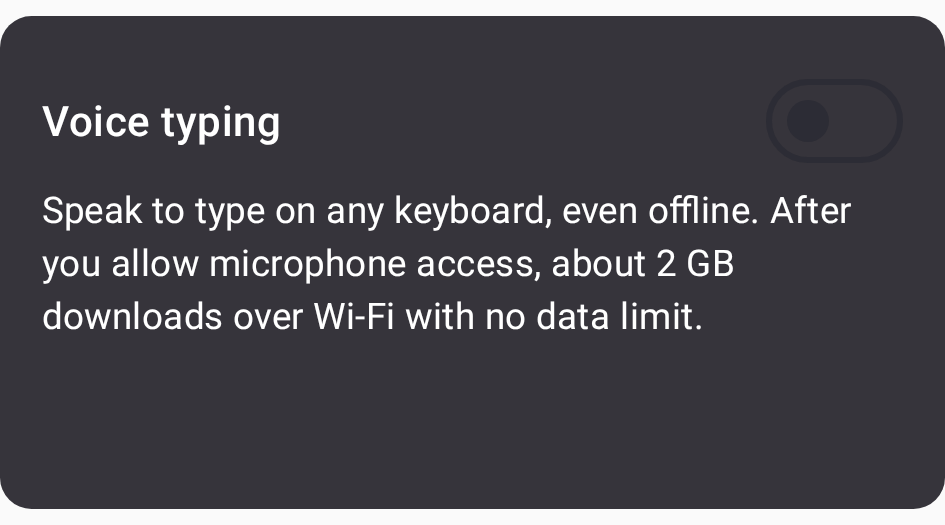 Voice typing
Speak to type on any keyboard, even offline. After
you allow microphone access, about 2 GB
downloads over Wi-Fi with no data limit.